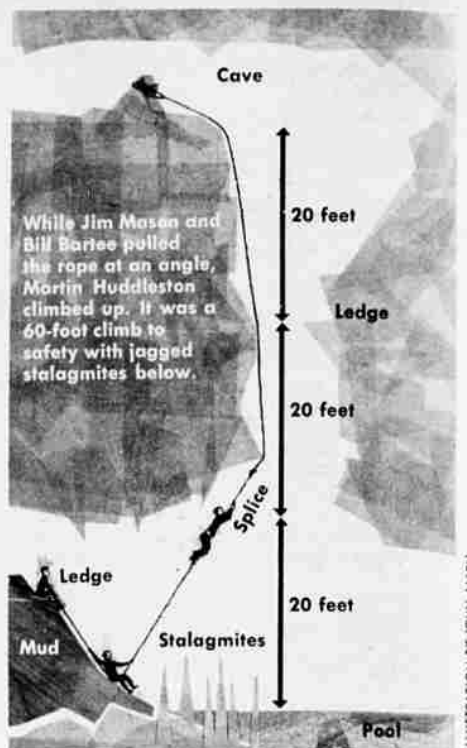 Cave
20 feet
While Jim Mason and
Bill Bartee pulled
the rope at an angle,
Martin Huddleston
climbed up. It was a
60-foot climb to
safety with jagged
stalagmites below.
Ledge
20 feet
Splice
Ledge
20 feet
Stalagmites
Mud
Pool